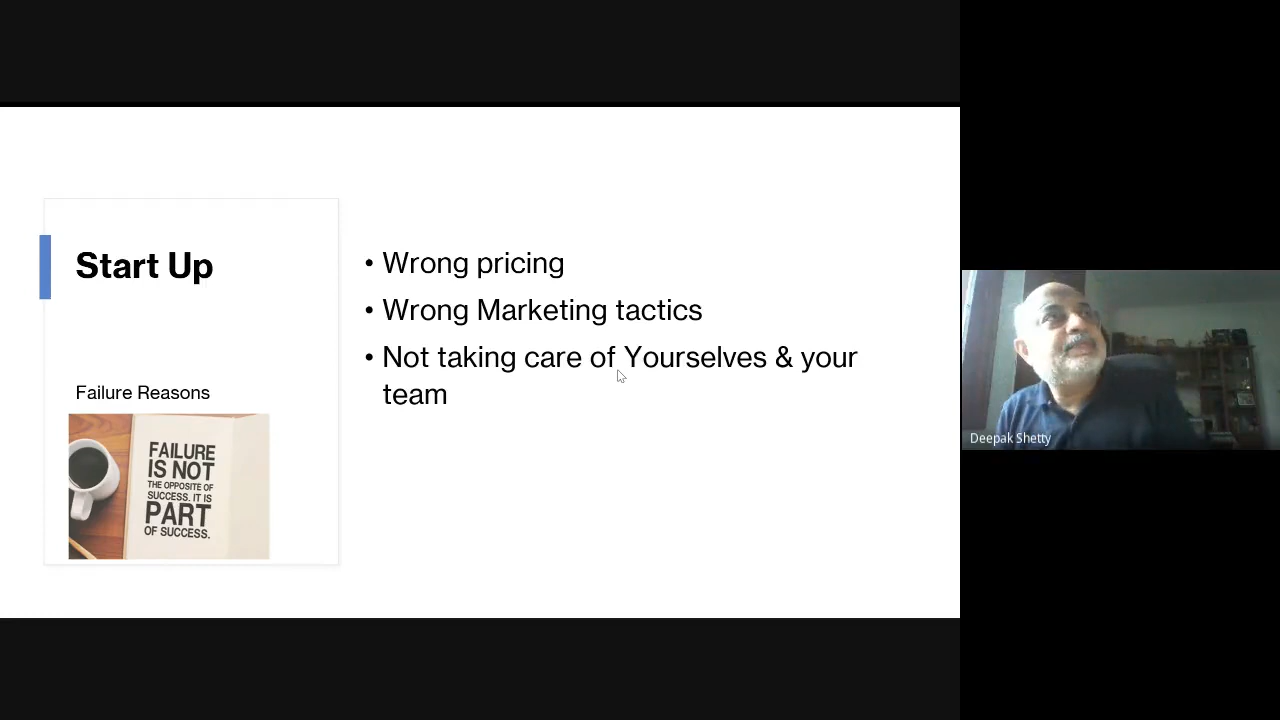 Start Up
• Wrong pricing
• Wrong Marketing tactics
• Not taking care of Yourselves & your
team
Failure Reasons
FAILURE
IS NOT
THE OPPOSITE OF
SUCCESS. IT IS
PART
OF SUCCESS.
Deepak Shetty